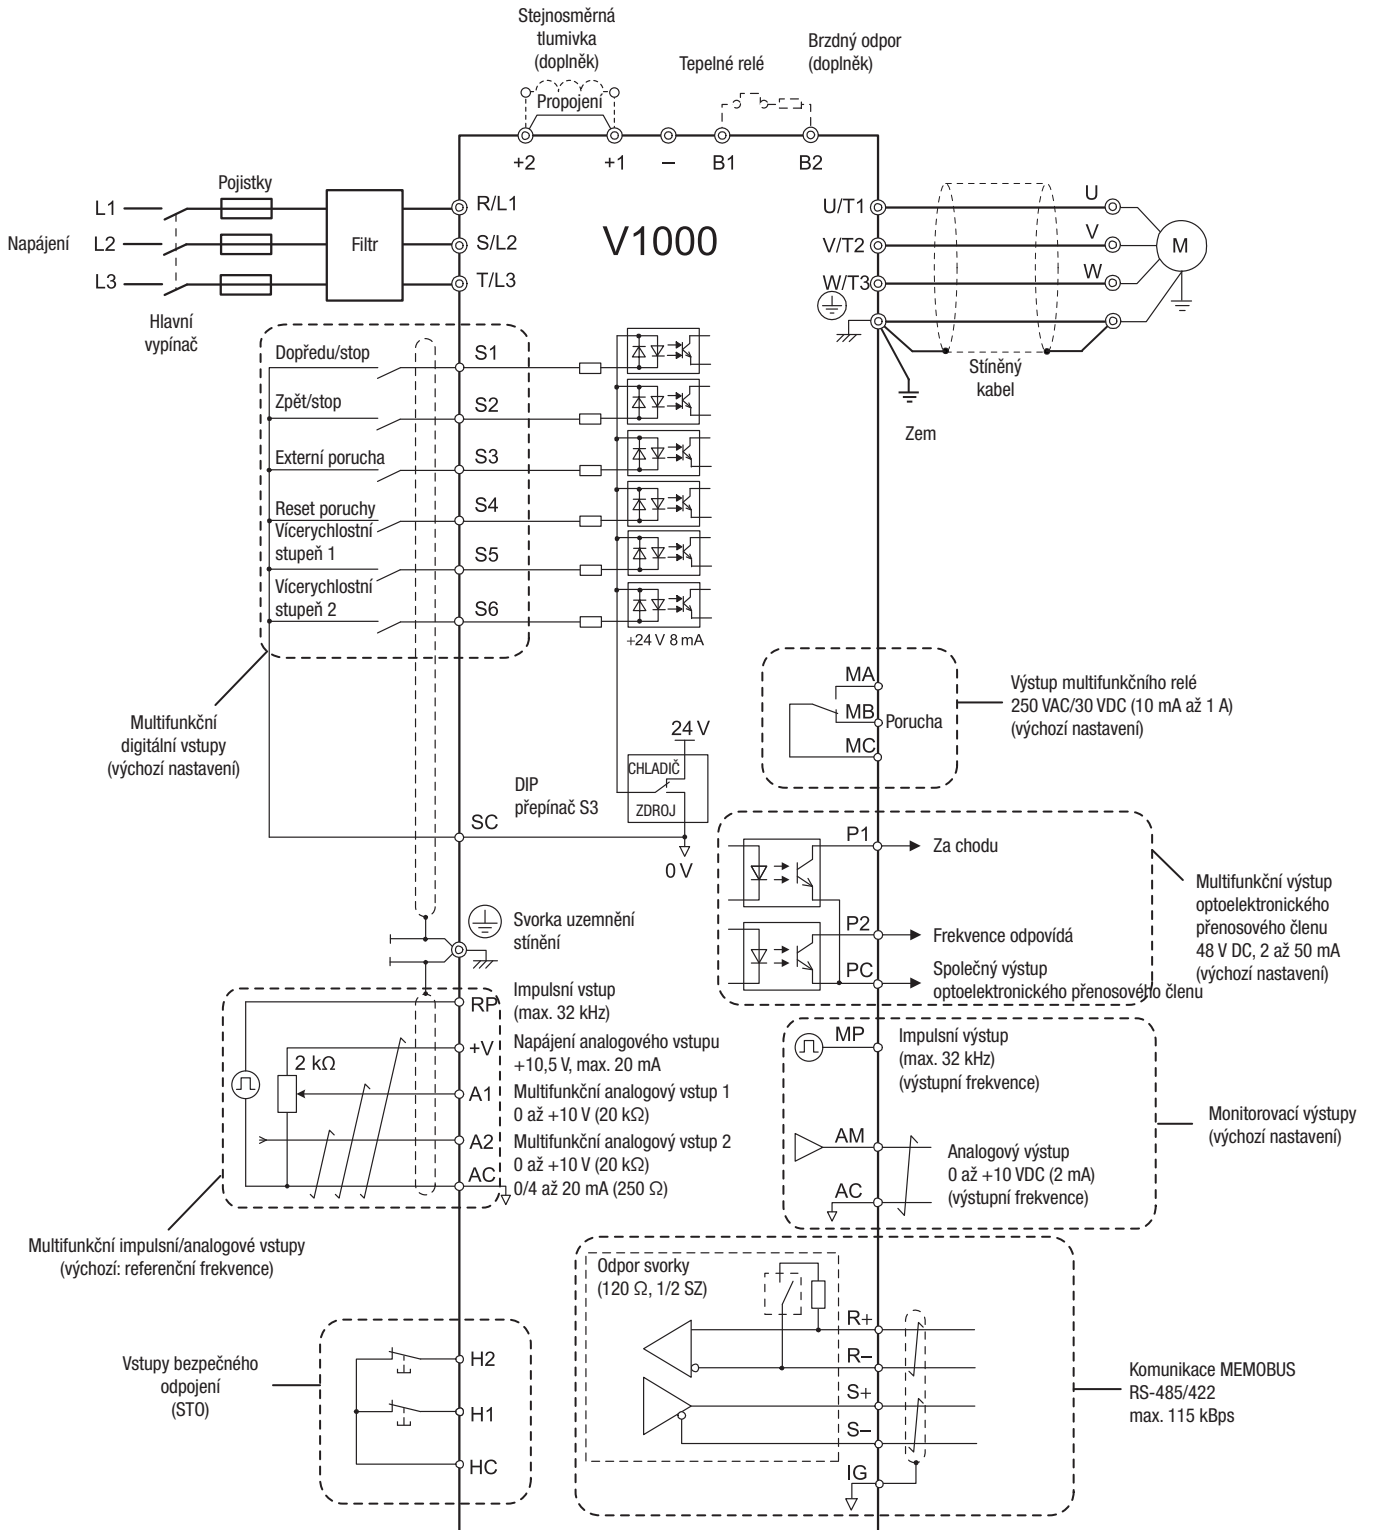 Stejnosměrná
tlumivka
(doplněk)
Propojení
Tepelné relé
Brzdný odpor
(doplněk)
+2
+1
–
B1
B2
Napájení
L1
L2
L3
Pojistky
Hlavní
vypínač
Filtr
R/L1
S/L2
T/L3
V1000
U/T1
V/T2
W/T3
U
V
W
M
Stíněný
kabel
Zem
Dopředu/stop
S1
Zpět/stop
S2
Externí porucha
S3
Reset poruchy
S4
Vícerychlostní
stupeň 1
S5
Vícerychlostní
stupeň 2
S6
+24 V 8 mA
Multifunkční
digitální vstupy
(výchozí nastavení)
24 V
CHLADIČ
ZDROJ
DIP
přepínač S3
SC
0 V
MA
MB
MC
Porucha
Výstup multifunkčního relé
250 VAC/30 VDC (10 mA až 1 A)
(výchozí nastavení)
P1
Za chodu
P2
Frekvence odpovídá
PC
Společný výstup
optoelektronického přenosového členu
Multifunkční výstup
optoelektronického
přenosového členu
48 V DC, 2 až 50 mA
(výchozí nastavení)
Svorka uzemnění
stínění
RP
Impulsní vstup
(max. 32 kHz)
+V
Napájení analogového vstupu
+10,5 V, max. 20 mA
2 kΩ
A1
Multifunkční analogový vstup 1
0 až +10 V (20 kΩ)
A2
Multifunkční analogový vstup 2
0 až +10 V (20 kΩ)
0/4 až 20 mA (250 Ω)
AC
Multifunkční impulsní/analogové vstupy
(výchozí: referenční frekvence)
MP
Impulsní výstup
(max. 32 kHz)
(výstupní frekvence)
AM
Analogový výstup
0 až +10 VDC (2 mA)
(výstupní frekvence)
AC
Monitorovací výstupy
(výchozí nastavení)
Odpor svorky
(120 Ω, 1/2 SZ)
R+
R–
S+
S–
IG
Komunikace MEMOBUS
RS-485/422
max. 115 kBps
Vstupy bezpečného
odpojení
(STO)
H2
H1
HC